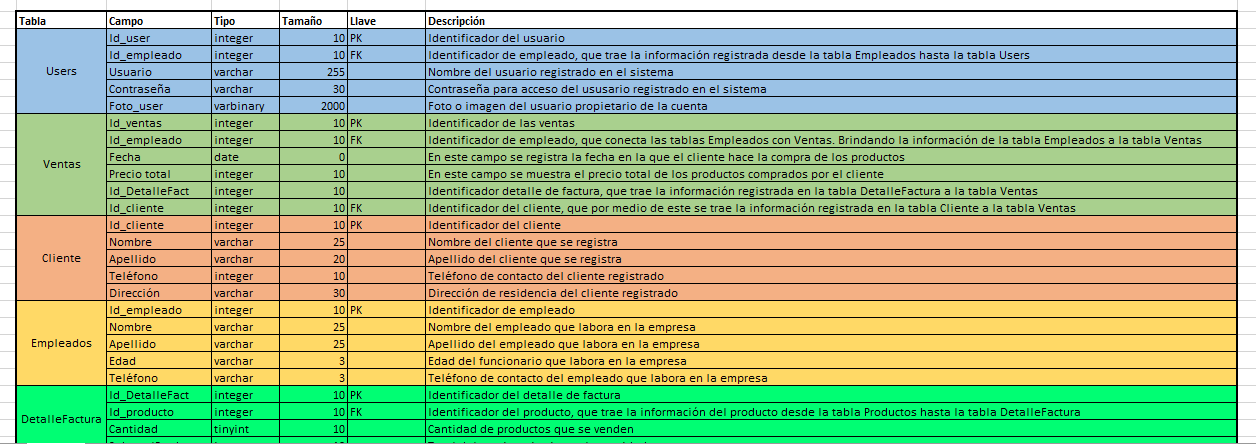 Tabla Campo Tipo Tamaño Llave Descripción
Users
Id_user integer 10 PK Identificador del usuario
Id_empleado integer 10 FK Identificador de empleado, que trae la información registrada desde la tabla Empleados hasta la tabla Users
Usuario varchar 255 Nombre del usuario registrado en el sistema
Contraseña varchar 30 Contraseña para acceso del ususario registrado en el sistema
Foto_user varbinary 2000 Foto o imagen del usuario propietario de la cuenta
Ventas
Id_ventas integer 10 PK Identificador de las ventas
Id_empleado integer 10 FK Identificador de empleado, que conecta las tablas Empleados con Ventas. Brindando la información de la tabla Empleados a la tabla Ventas
Fecha date 0 En este campo se registra la fecha en la que el cliente hace la compra de los productos
Precio total integer 10 En este campo se muestra el precio total de los productos comprados por el cliente
Id_DetalleFact integer 10 Identificador detalle de factura, que trae la información registrada en la tabla DetalleFactura a la tabla Ventas
Id_cliente integer 10 FK Identificador del cliente, que por medio de este se trae la información registrada en la tabla Cliente a la tabla Ventas
Cliente
Id_cliente integer 10 PK Identificador del cliente
Nombre varchar 25 Nombre del cliente que se registra
Apellido varchar 20 Apellido del cliente que se registra
Teléfono integer 10 Teléfono de contacto del cliente registrado
Dirección varchar 30 Dirección de residencia del cliente registrado
Empleados
Id_empleado integer 10 PK Identificador de empleado
Nombre varchar 25 Nombre del empleado que labora en la empresa
Apellido varchar 25 Apellido del empleado que labora en la empresa
Edad varchar 3 Edad del funcionario que labora en la empresa
Teléfono varchar 3 Teléfono de contacto del empleado que labora en la empresa
DetalleFactura
Id_DetalleFact integer 10 PK Identificador del detalle de factura
Id_producto integer 10 FK Identificador del producto, que trae la información del producto desde la tabla Productos hasta la tabla DetalleFactura
Cantidad tinyint 10 Cantidad de productos que se venden